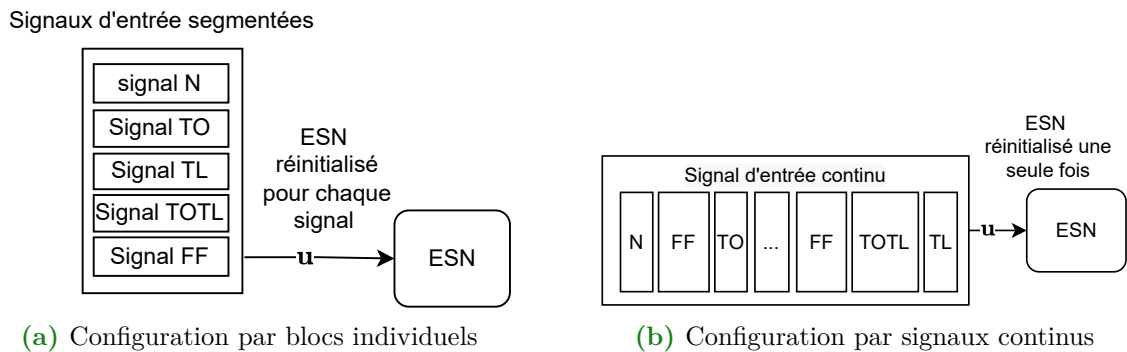 Signaux d'entrée segmentées
signal N
Signal TO
Signal TL
Signal TOTL
Signal FF
ESN
réinitialisé
pour chaque
signal
u
ESN
(a) Configuration par blocs individuels
ESN
réinitialisé une
seule fois
Signal d'entrée continu
N FF TO ... FF TOTL TL
u
ESN
(b) Configuration par signaux continus